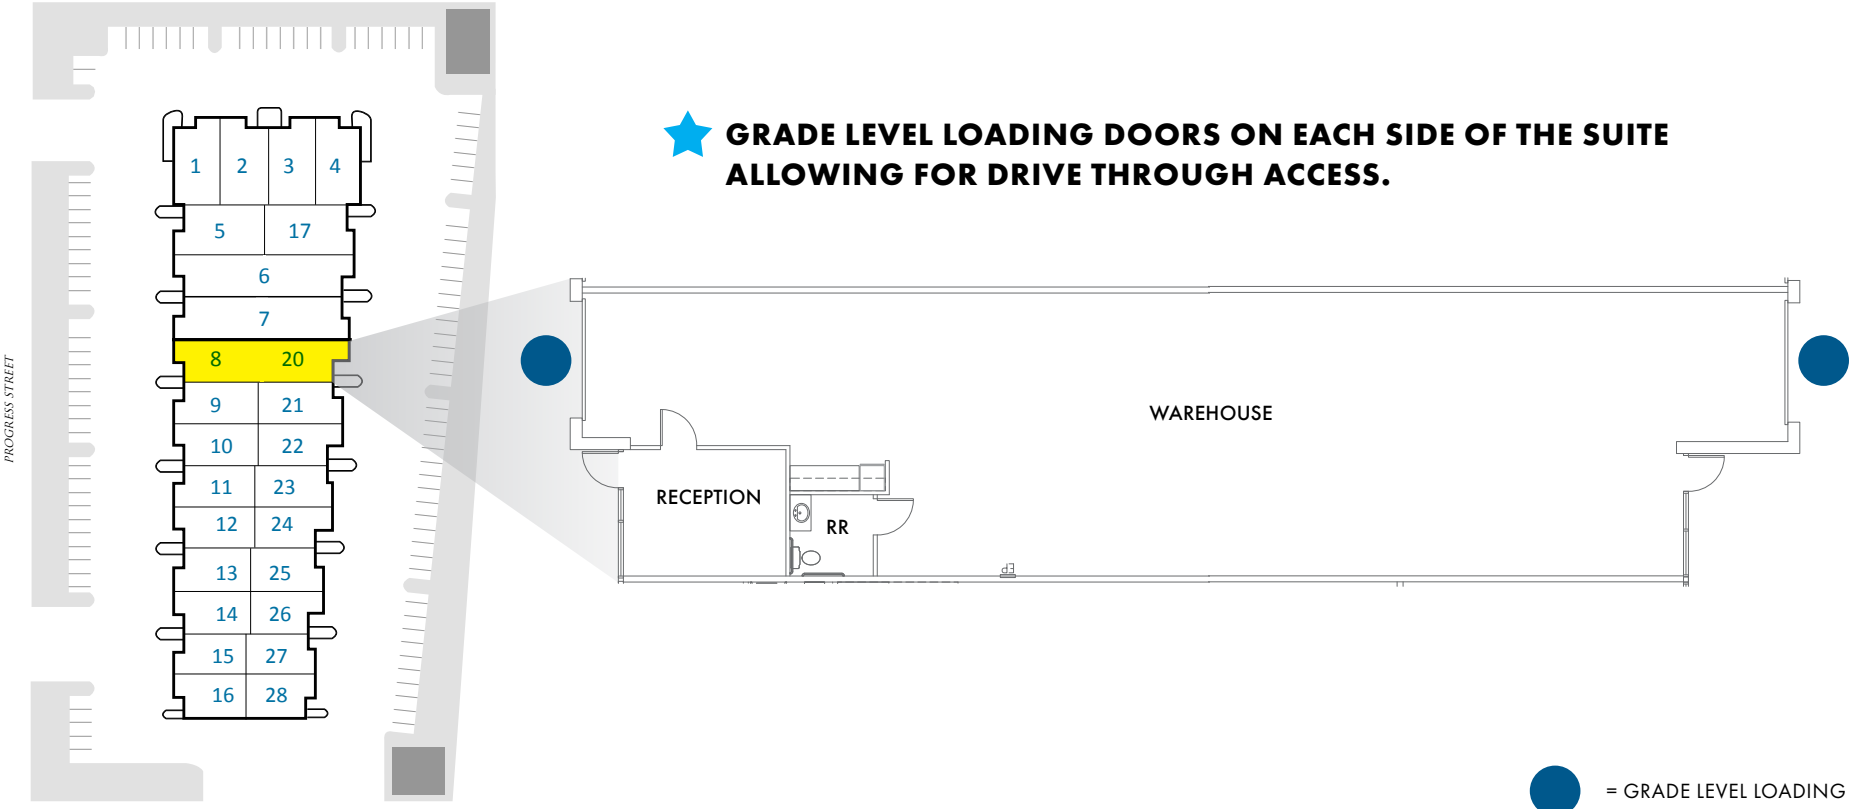 GRADE LEVEL LOADING DOORS ON EACH SIDE OF THE SUITE
ALLOWING FOR DRIVE THROUGH ACCESS.
PROGRESS STREET
1 2 3 4
5 17
6
7
8 20
9 21
10 22
11 23
12 24
13 25
14 26
15 27
16 28
WAREHOUSE
RECEPTION
RR
EP
= GRADE LEVEL LOADING